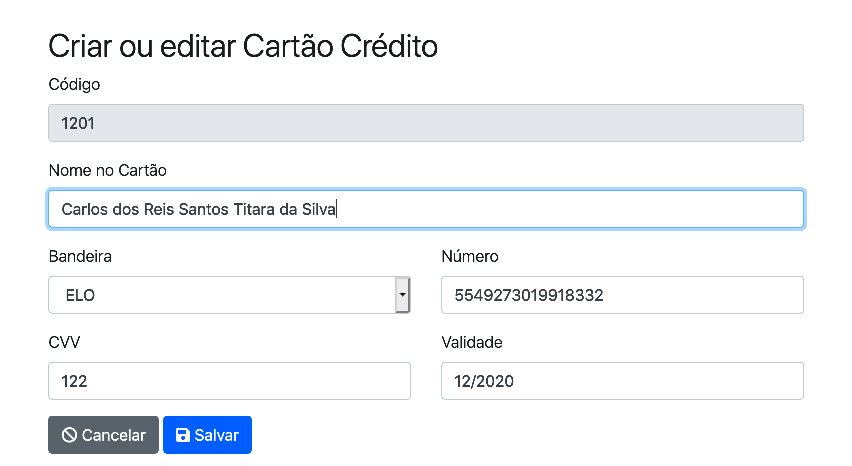 Criar ou editar Cartão Crédito
Código
1201
Nome no Cartão
Carlos dos Reis Santos Titara da Silva
Bandeira
Número
ELO
5549273019918332
CVV
Validade
122
12/2020
Cancelar
Salvar